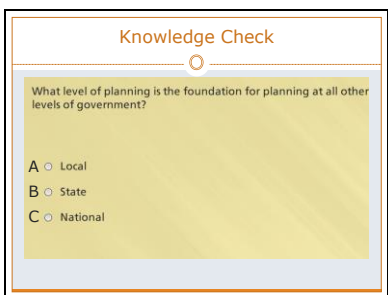 Knowledge Check
What level of planning is the foundation for planning at all other
levels of government?
A Local
B State
C National